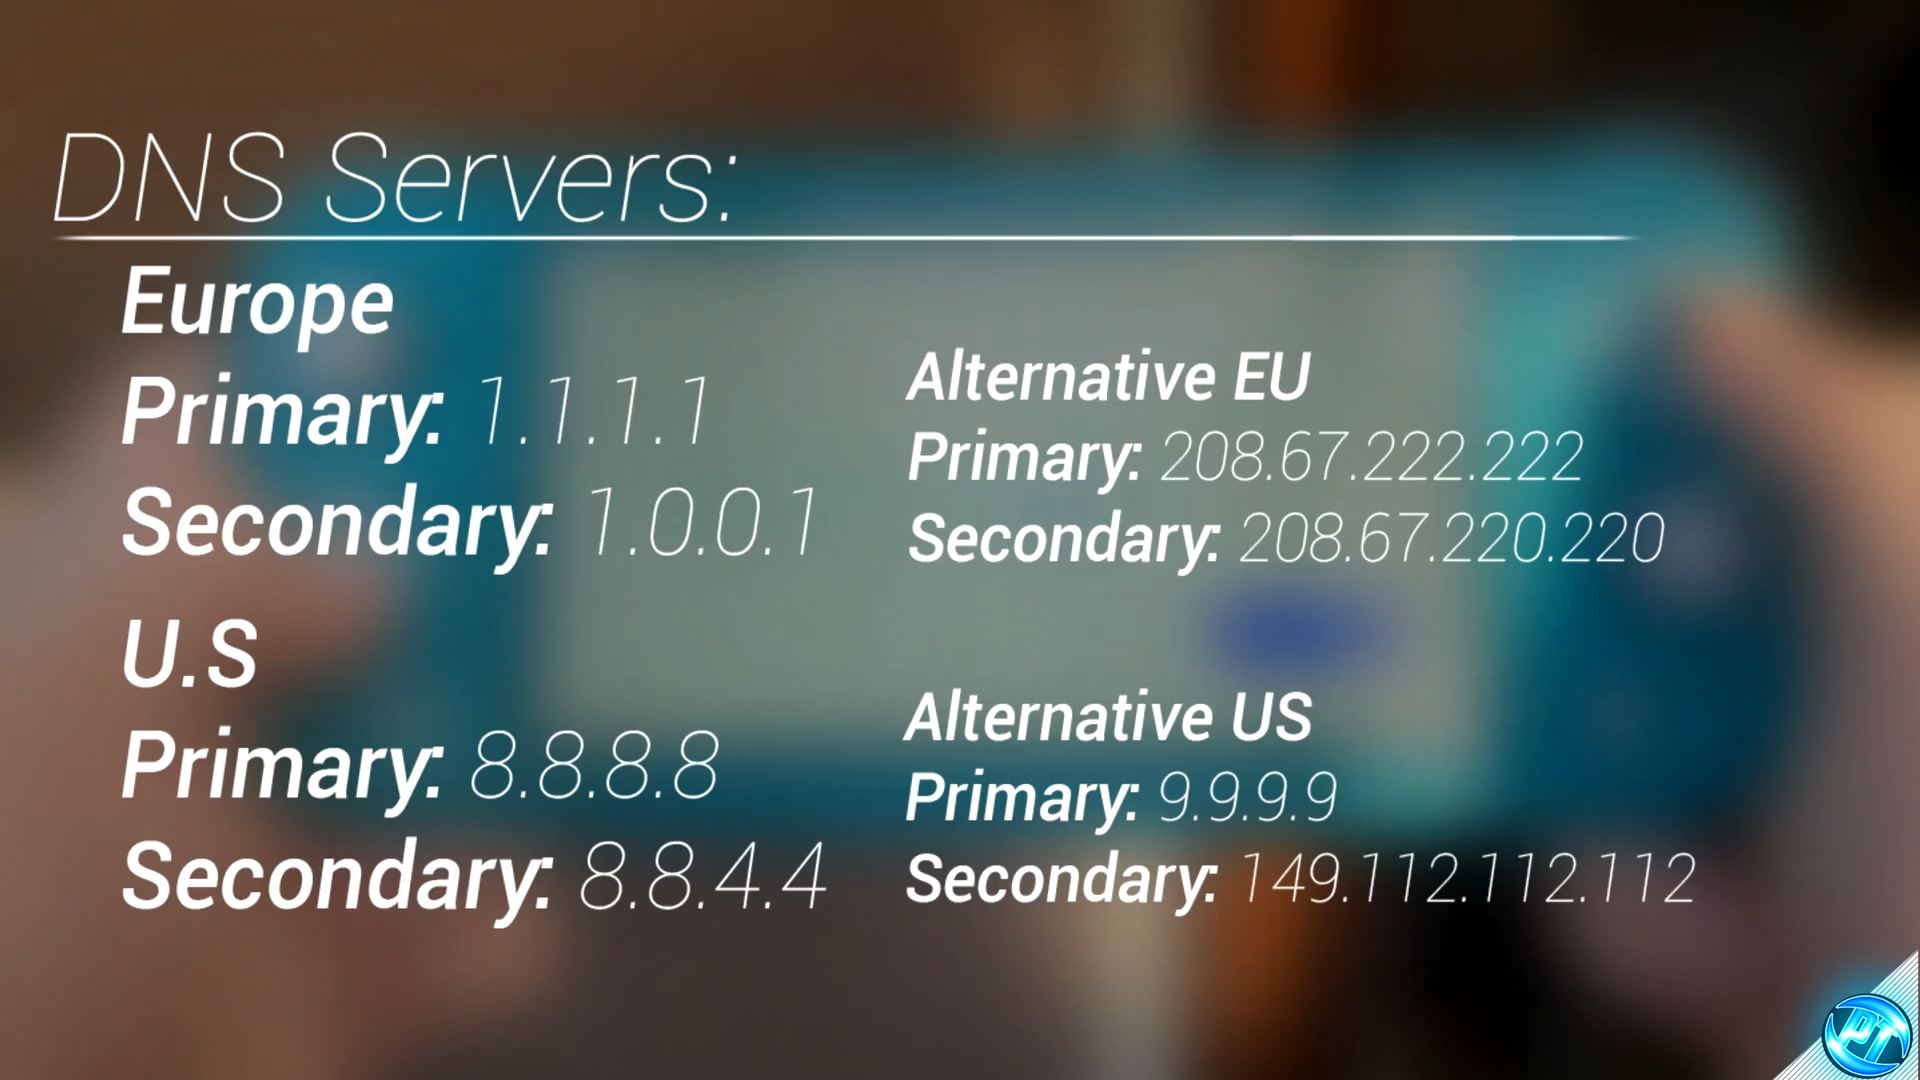 DNS Servers:
Europe
Primary: 1.1.1.1
Secondary: 1.0.0.1
Alternative EU
Primary: 208.67.222.222
Secondary: 208.67.220.220
U.S
Primary: 8.8.8.8
Secondary: 8.8.4.4
Alternative US
Primary: 9.9.9.9
Secondary: 149.112.112.112
PT